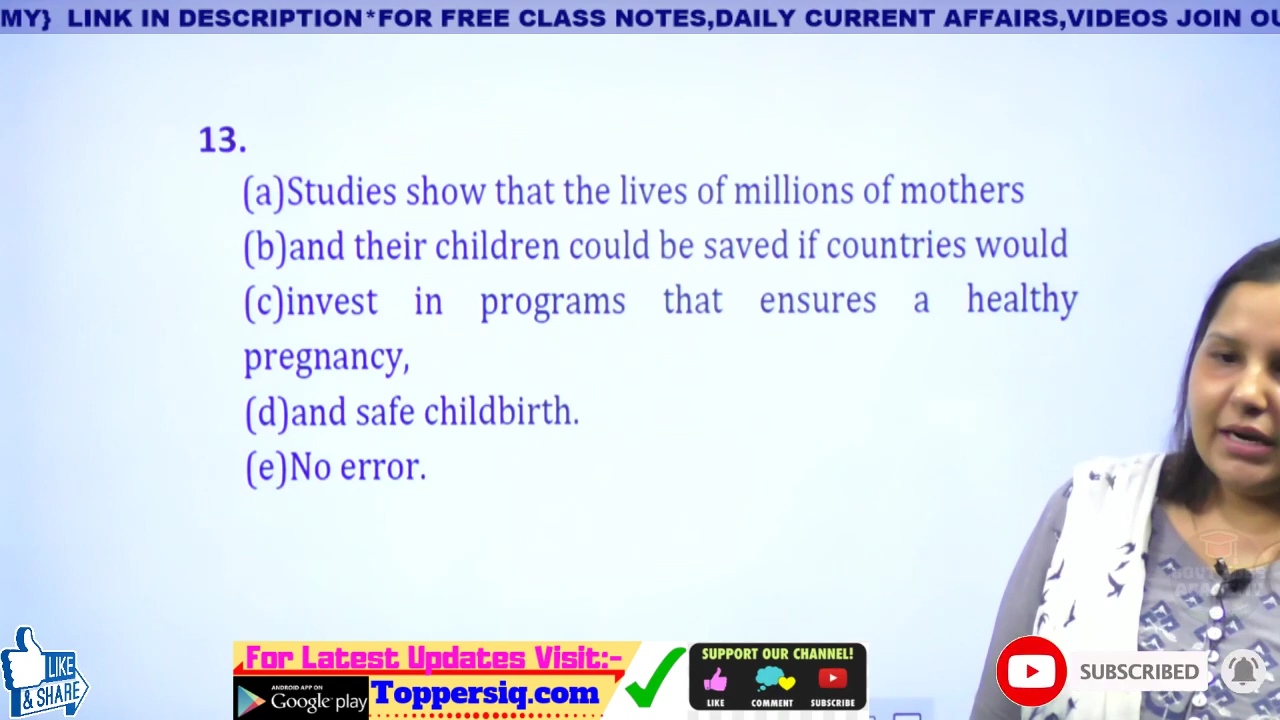 MY} LINK IN DESCRIPTION*FOR FREE CLASS NOTES,DAILY CURRENT AFFAIRS,VIDEOS JOIN OU
13.
(a)Studies show that the lives of millions of mothers
(b)and their children could be saved if countries would
(c)invest in programs that ensures a healthy
pregnancy,
(d)and safe childbirth.
(e)No error.
LIKE
& SHARE
For Latest Updates Visit:-
ANDROID APP ON
Google play
Toppersiq.com
SUPPORT OUR CHANNEL!
LIKE COMMENT SUBSCRIBE
SUBSCRIBED